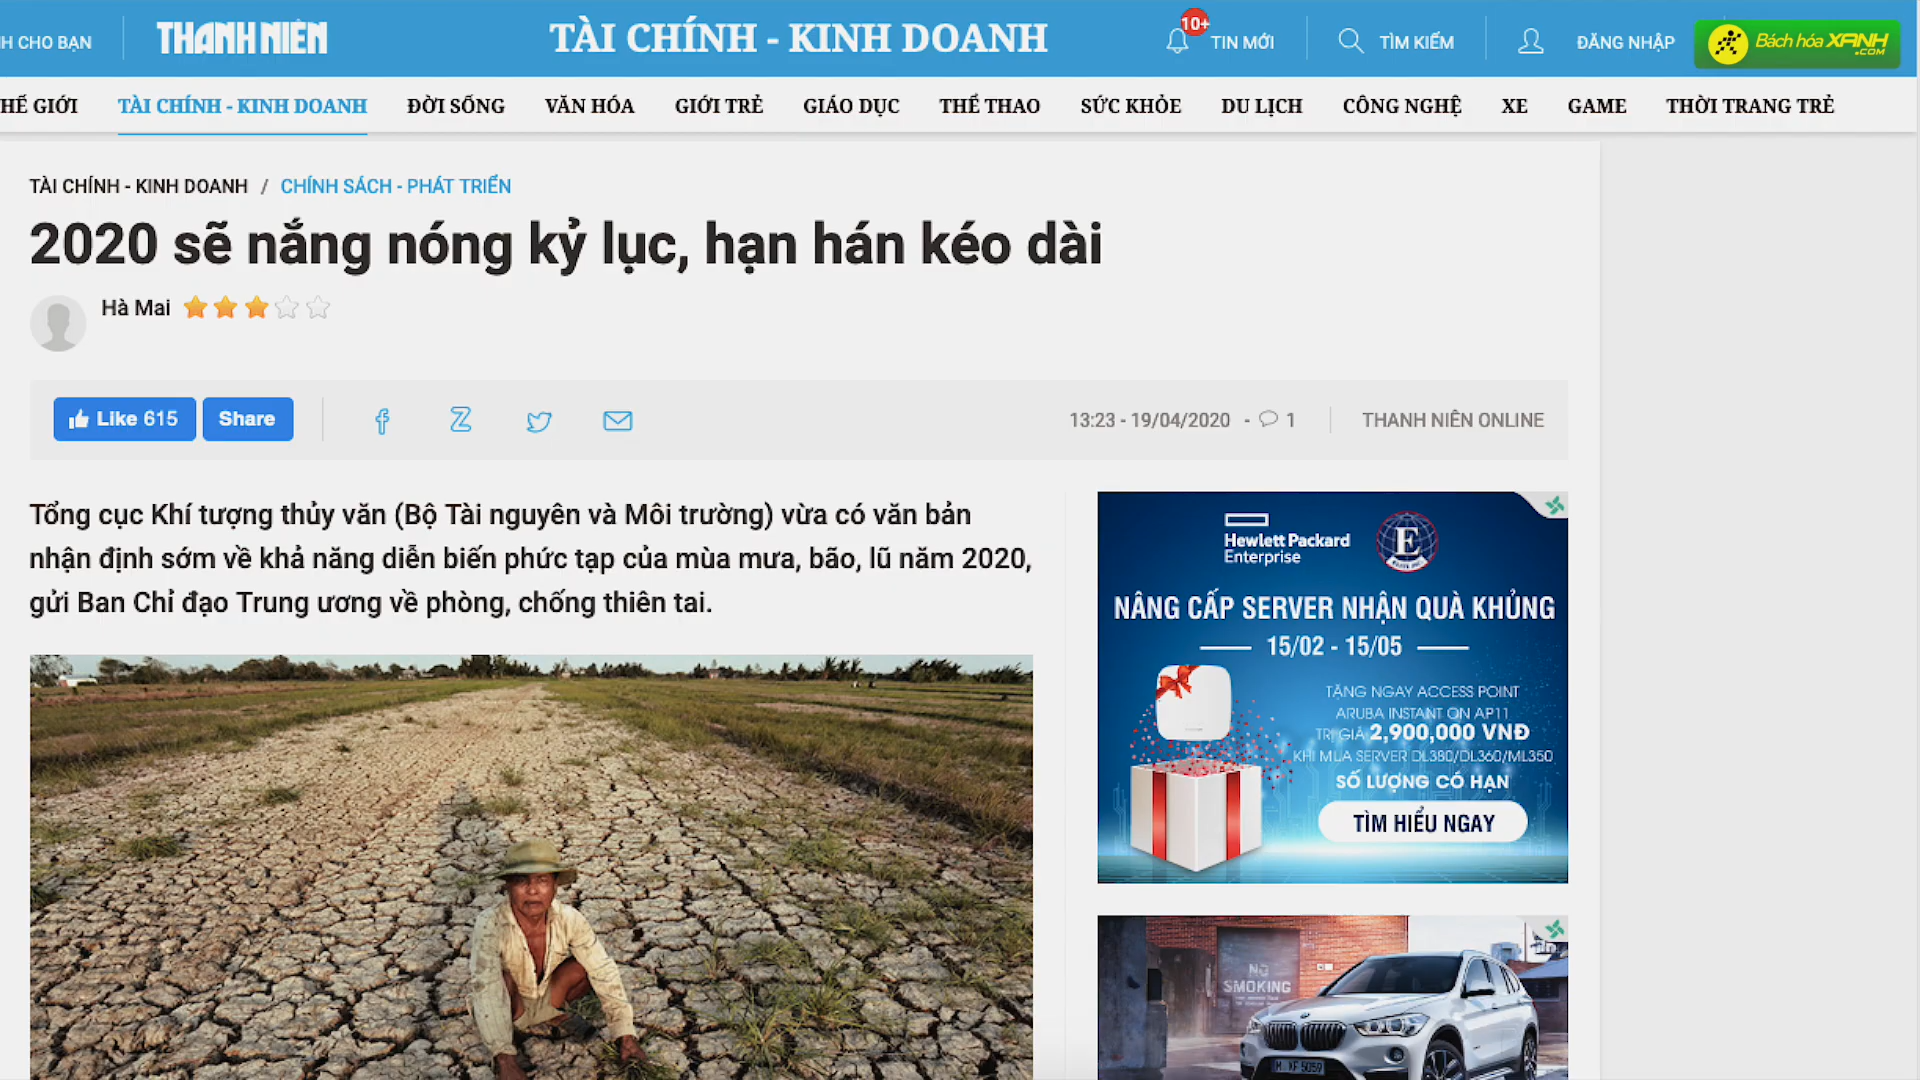 H CHO BẠN
THANH NIÊN
TÀI CHÍNH - KINH DOANH
10+
TIN MỚI
TÌM KIẾM
ĐĂNG NHẬP
Bách hóa XANH
.COM
HẾ GIỚI
TÀI CHÍNH - KINH DOANH
ĐỜI SỐNG
VĂN HÓA
GIỚI TRẺ
GIÁO DỤC
THỂ THAO
SỨC KHỎE
DU LỊCH
CÔNG NGHỆ
XE
GAME
THỜI TRANG TRẺ
TÀI CHÍNH - KINH DOANH / CHÍNH SÁCH - PHÁT TRIỂN
2020 sẽ nắng nóng kỷ lục, hạn hán kéo dài
Hà Mai
Like 615
Share
13:23 - 19/04/2020 - 1
THANH NIÊN ONLINE
Tổng cục Khí tượng thủy văn (Bộ Tài nguyên và Môi trường) vừa có văn bản
nhận định sớm về khả năng diễn biến phức tạp của mùa mưa, bão, lũ năm 2020,
gửi Ban Chỉ đạo Trung ương về phòng, chống thiên tai.
Hewlett Packard
Enterprise
E
NÂNG CẤP SERVER NHẬN QUÀ KHỦNG
15/02 - 15/05
TẶNG NGAY ACCESS POINT
ARUBA INSTANT ON AP11
TRỊ GIÁ 2,900,000 VNĐ
KHI MUA SERVER DL380/DL360/ML350
SỐ LƯỢNG CÓ HẠN
TÌM HIỂU NGAY
NO
SMOKING
M XF 5059